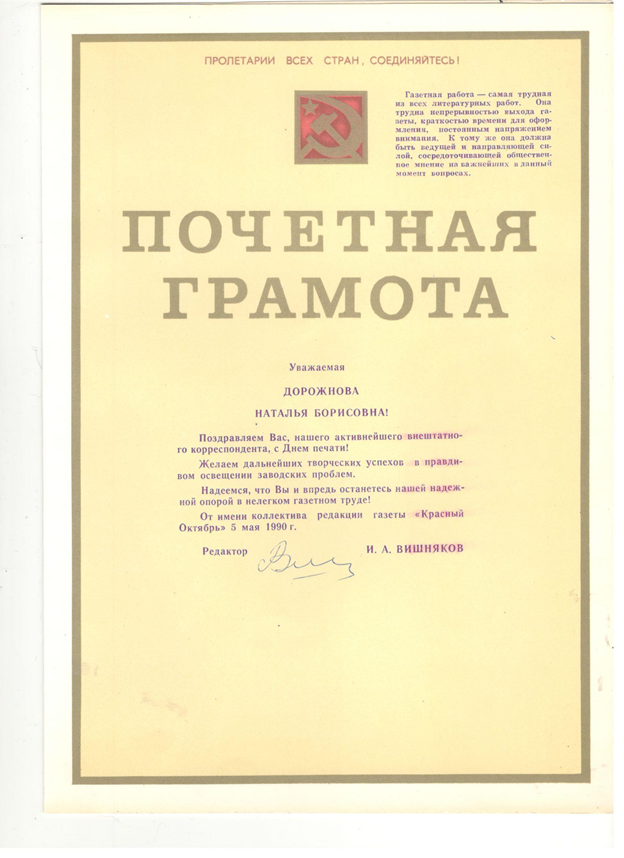 ПРОЛЕТАРИИ ВСЕХ СТРАН, СОЕДИНЯЙТЕСЬ!
Газетная работа — самая трудная
из всех литературных работ. Она
трудна непрерывностью выхода га-
зеты, краткостью времени для офор-
мления, постоянным напряжением
внимания. К тому же она должна
быть ведущей и направляющей си-
лой, сосредоточивающей обществен-
ное мнение на важнейших в данный
момент вопросах.
ПОЧЕТНАЯ
ГРАМОТА
Уважаемая
ДОРОЖНОВА
НАТАЛЬЯ БОРИСОВНА!
Поздравляем Вас, нашего активнейшего внештатно-
го корреспондента, с Днем печати!
Желаем дальнейших творческих успехов в правди-
вом освещении заводских проблем.
Надеемся, что Вы и впредь останетесь нашей надеж-
ной опорой в нелегком газетном труде!
От имени коллектива редакции газеты «Красный
Октябрь» 5 мая 1990 г.
Редактор И. А. ВИШНЯКОВ